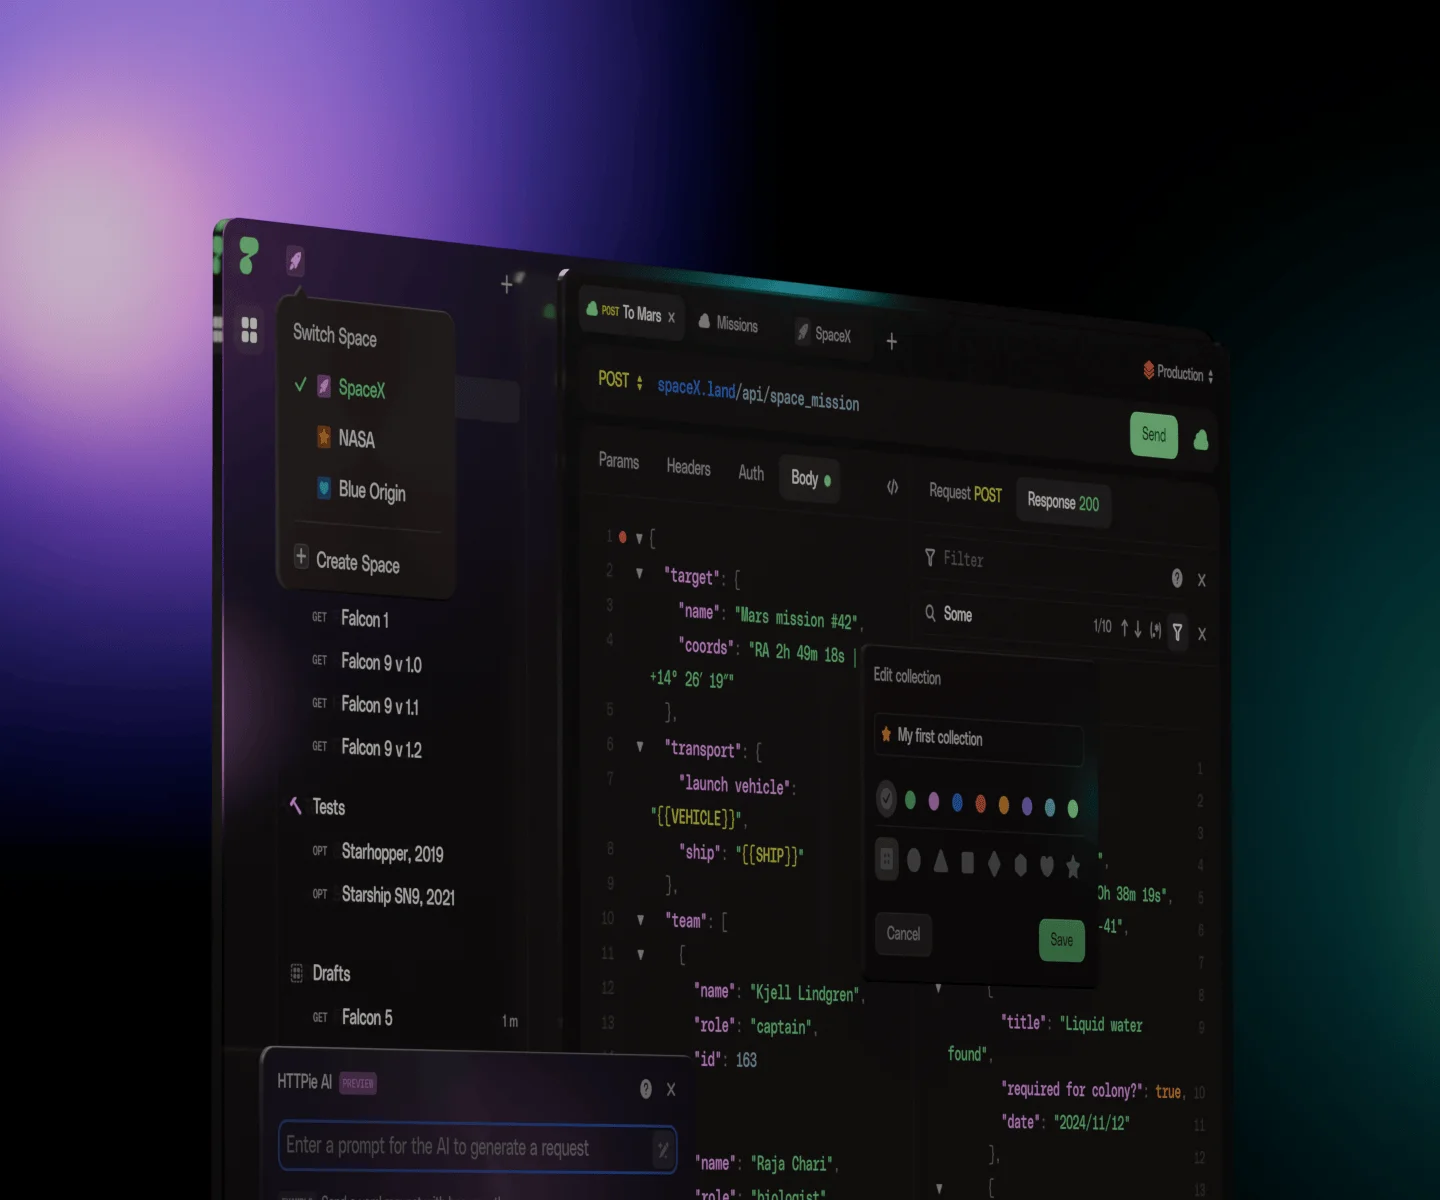 Switch Space
SpaceX
NASA
Blue Origin
Create Space
GET Falcon 1
GET Falcon 9 v 1.0
GET Falcon 9 v 1.1
GET Falcon 9 v 1.2
Tests
OPT Starhopper, 2019
OPT Starship SN9, 2021
Drafts
GET Falcon 5 1 m
HTTPie AI PREVIEW
Enter a prompt for the AI to generate a request
POST To Mars x
Missions
SpaceX
Production
POST spaceX.land/api/space_mission
Send
Params Headers Auth Body
1 {
2 "target": {
3 "name": "Mars mission #42",
4 "coords": "RA 2h 49m 18s |
+14° 26′ 19″"
5 },
6 "transport": {
7 "launch vehicle":
"{{VEHICLE}}",
8 "ship": "{{SHIP}}"
9 },
10 "team": [
11 {
12 "name": "Kjell Lindgren",
13 "role": "captain",
"id": 163
"name": "Raja Chari",
"role": "biologist"
Request POST Response 200
Filter
Some 1/10 (.*)
Edit collection
My first collection
Cancel Save
1
2
3
", 4
0h 38m 19s", 5
-41", 6
7
{ 8
"title": "Liquid water 9
found",
"required for colony?": true, 10
"date": "2024/11/12" 11
}, 12
{ 13